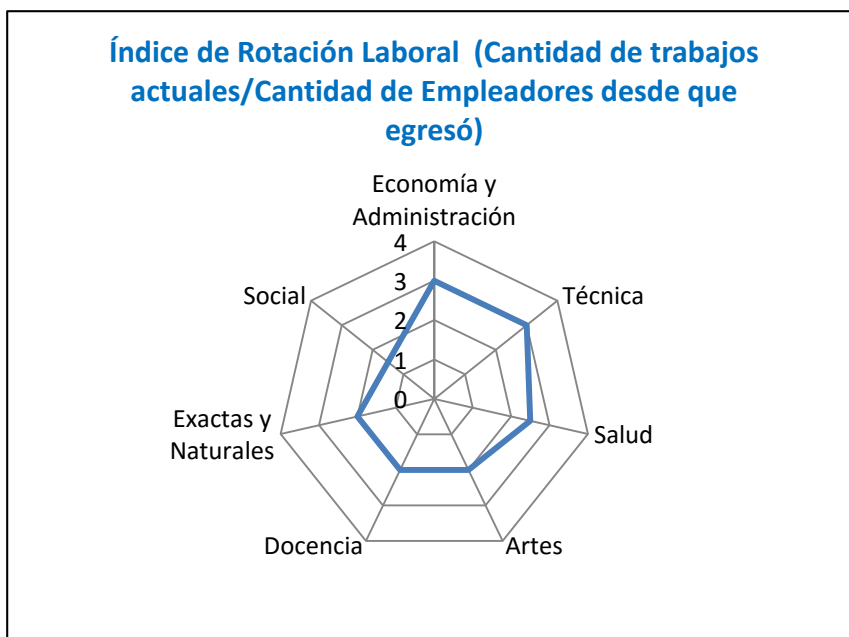 Índice de Rotación Laboral (Cantidad de trabajos
actuales/Cantidad de Empleadores desde que
egresó)
Economía y
Administración
4
3
2
1
0
Técnica
Salud
Artes
Docencia
Exactas y
Naturales
Social